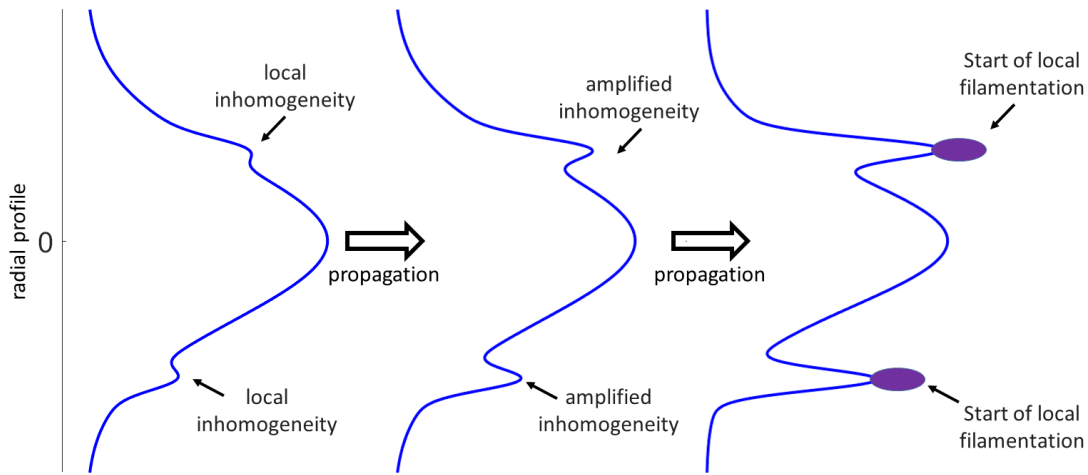 local
inhomogeneity
amplified
inhomogeneity
Start of local
filamentation
radial profile
0
propagation
propagation
local
inhomogeneity
amplified
inhomogeneity
Start of local
filamentation